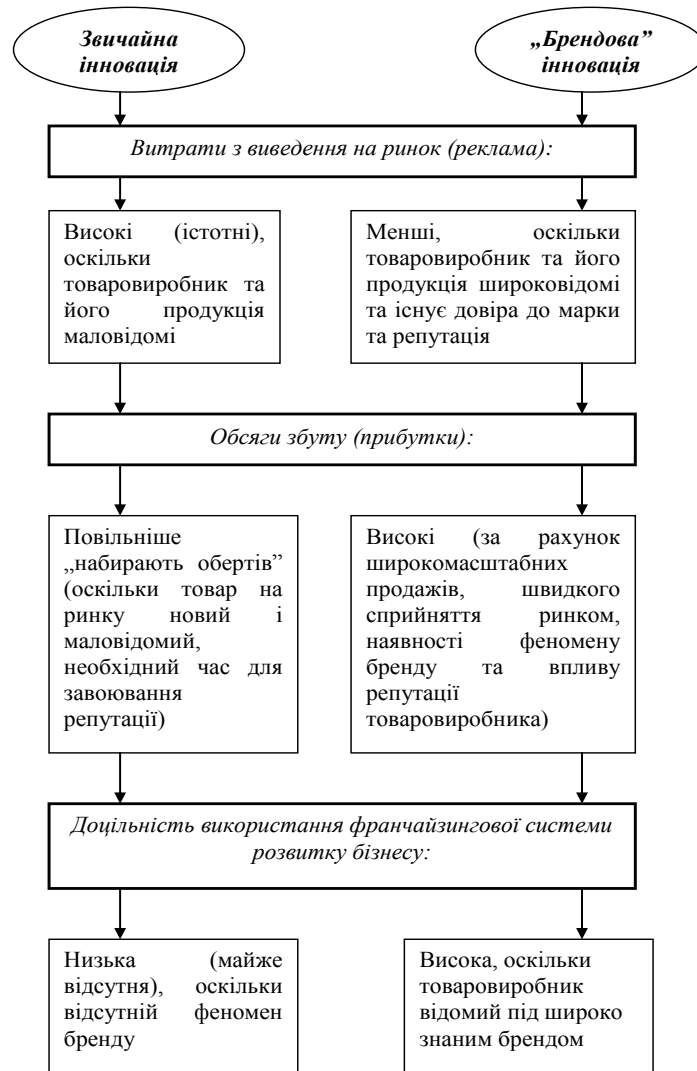 Звичайна
інновація
„Брендова”
інновація
Витрати з виведення на ринок (реклама):
Високі (істотні),
оскільки
товаровиробник та
його продукція
маловідомі
Менші, оскільки
товаровиробник та його
продукція широковідомі
та існує довіра до марки
та репутація
Обсяги збуту (прибутки):
Повільніше
„набирають обертів”
(оскільки товар на
ринку новий і
маловідомий,
необхідний час для
завоювання
репутації)
Високі (за рахунок
широкомасштабних
продажів, швидкого
сприйняття ринком,
наявності феномену
бренду та впливу
репутації
товаровиробника)
Доцільність використання франчайзингової системи
розвитку бізнесу:
Низька (майже
відсутня), оскільки
відсутній феномен
бренду
Висока, оскільки
товаровиробник
відомий під широко
знаним брендом